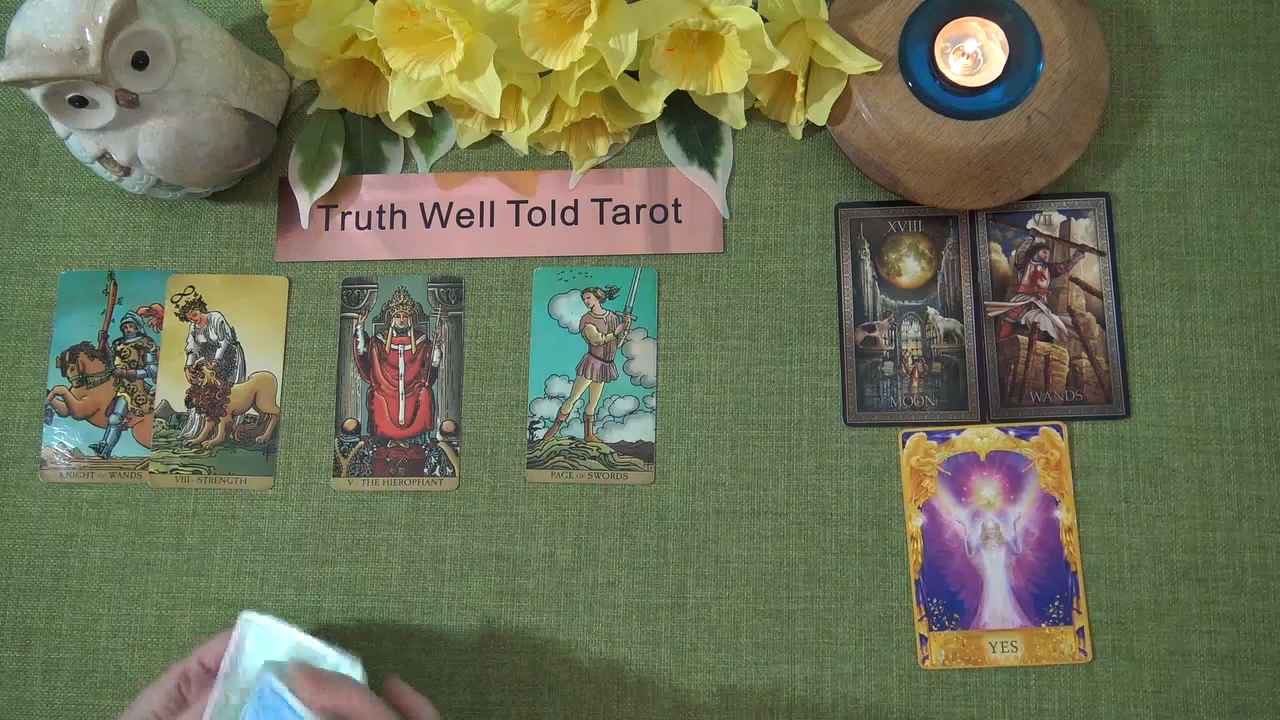 Truth Well Told Tarot
KNIGHT OF WANDS
VIII - STRENGTH
V - THE HIEROPHANT
PAGE OF SWORDS
XVIII
MOON
VII
WANDS
YES